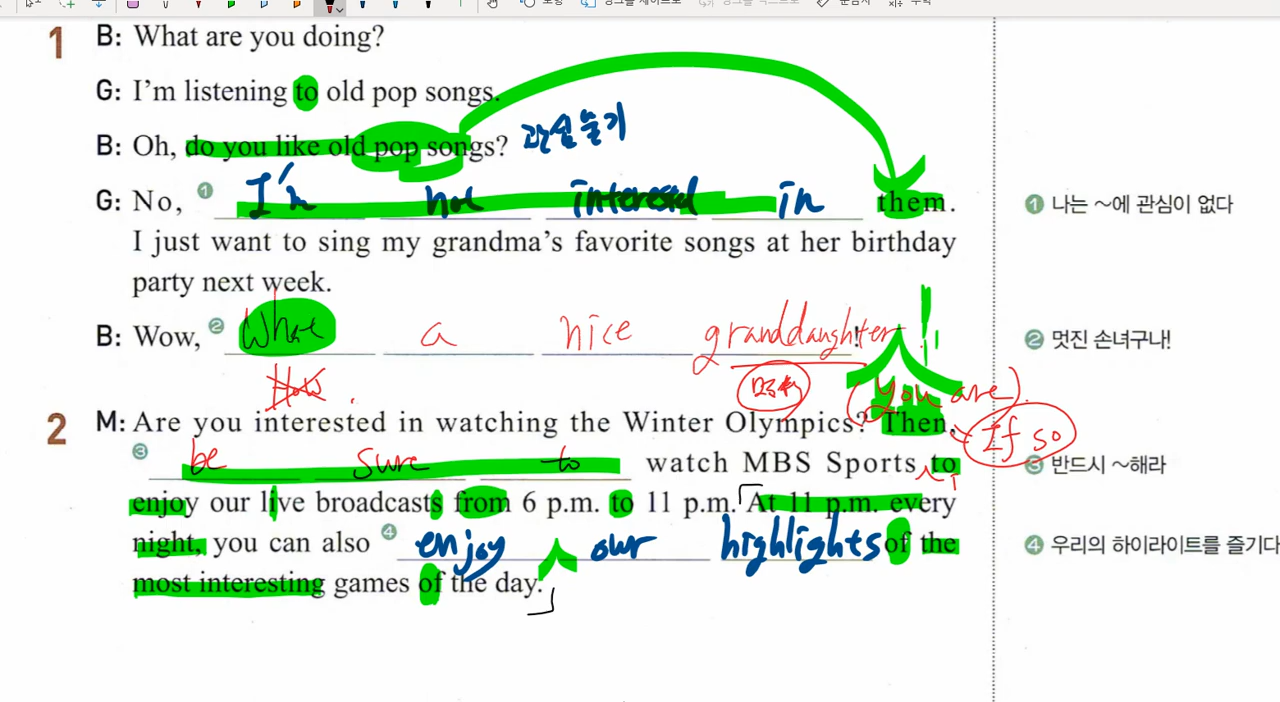 1
B: What are you doing?
G: I'm listening to old pop songs.
B: Oh, do you like old pop songs? 관심 묻기
G: No, ① I'm not interested in them.
① 나는 ~에 관심이 없다
I just want to sing my grandma's favorite songs at her birthday
party next week.
B: Wow, ② What a nice granddaughter!
② 멋진 손녀구나!
How
(you are).
2
M: Are you interested in watching the Winter Olympics? Then,
= If so
③ be sure to watch MBS Sports to
③ 반드시 ~해라
enjoy our live broadcasts from 6 p.m. to 11 p.m. At 11 p.m. every
night, you can also ④ enjoy our highlights of the
④ 우리의 하이라이트를 즐기다
most interesting games of the day.